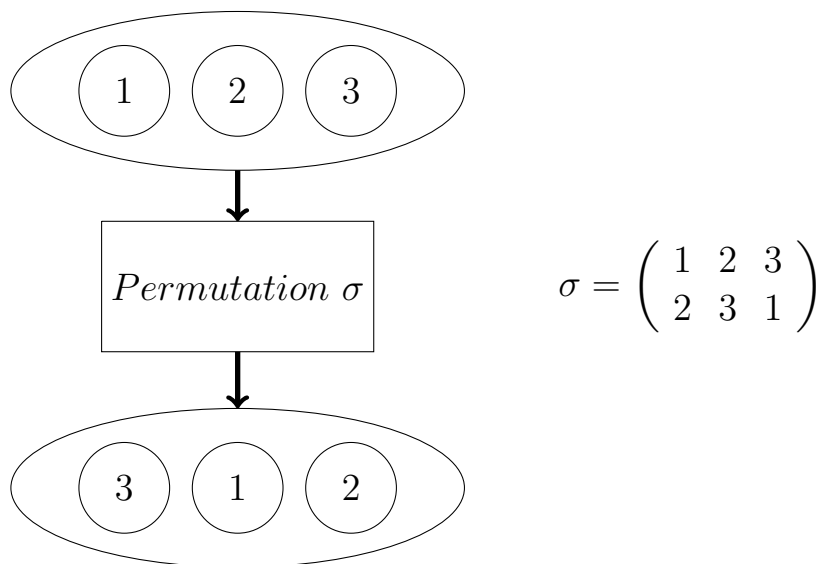 1 2 3
Permutation σ
σ = ( 1 2 3
2 3 1 )
3 1 2